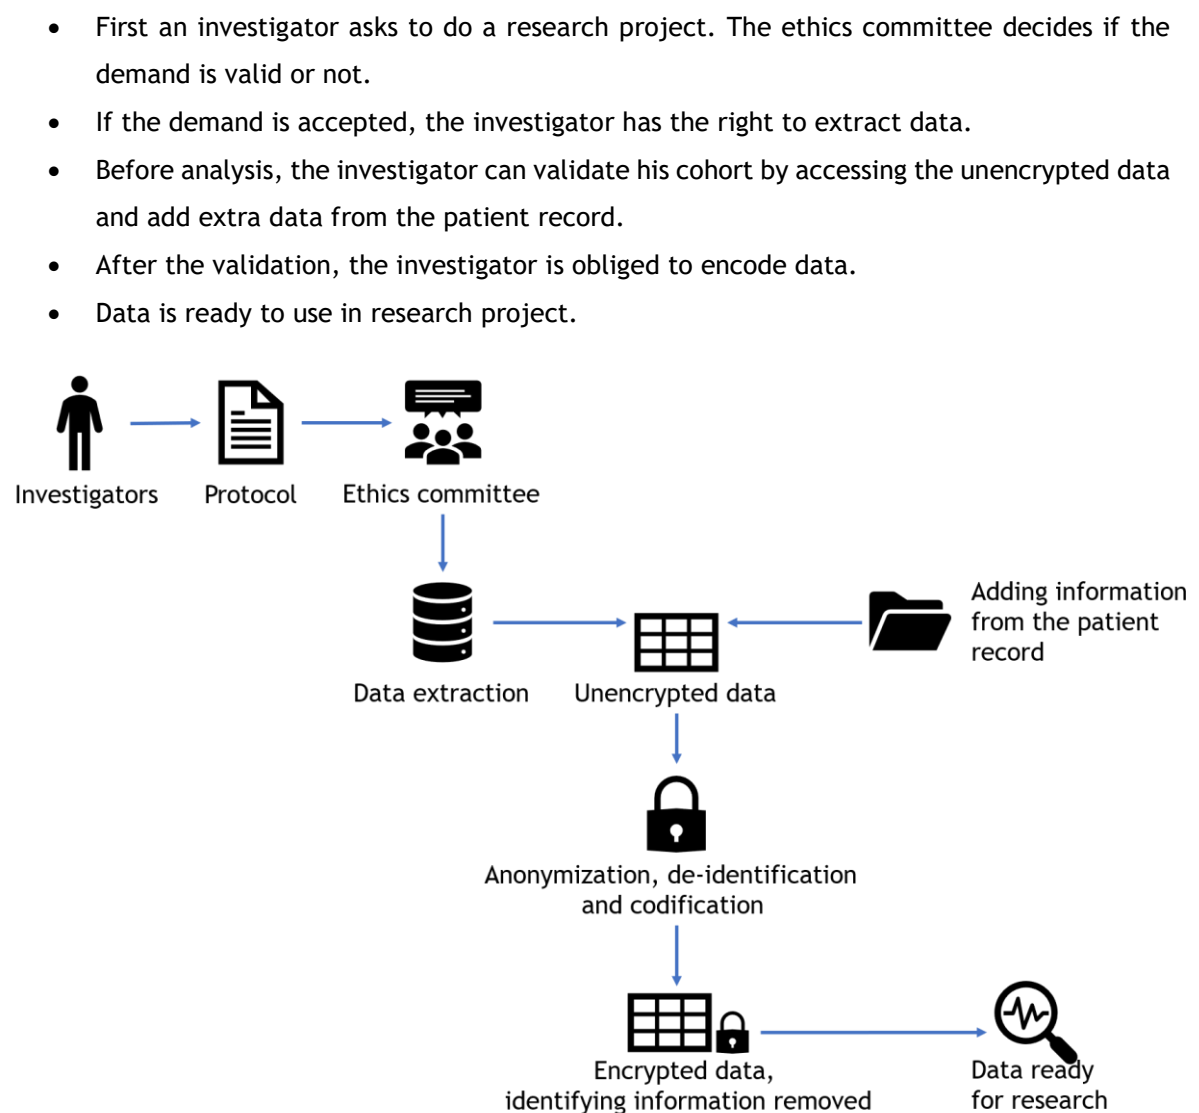 • First an investigator asks to do a research project. The ethics committee decides if the
demand is valid or not.
• If the demand is accepted, the investigator has the right to extract data.
• Before analysis, the investigator can validate his cohort by accessing the unencrypted data
and add extra data from the patient record.
• After the validation, the investigator is obliged to encode data.
• Data is ready to use in research project.
Investigators
Protocol
Ethics committee
Data extraction
Unencrypted data
Adding information
from the patient
record
Anonymization, de-identification
and codification
Encrypted data,
identifying information removed
Data ready
for research